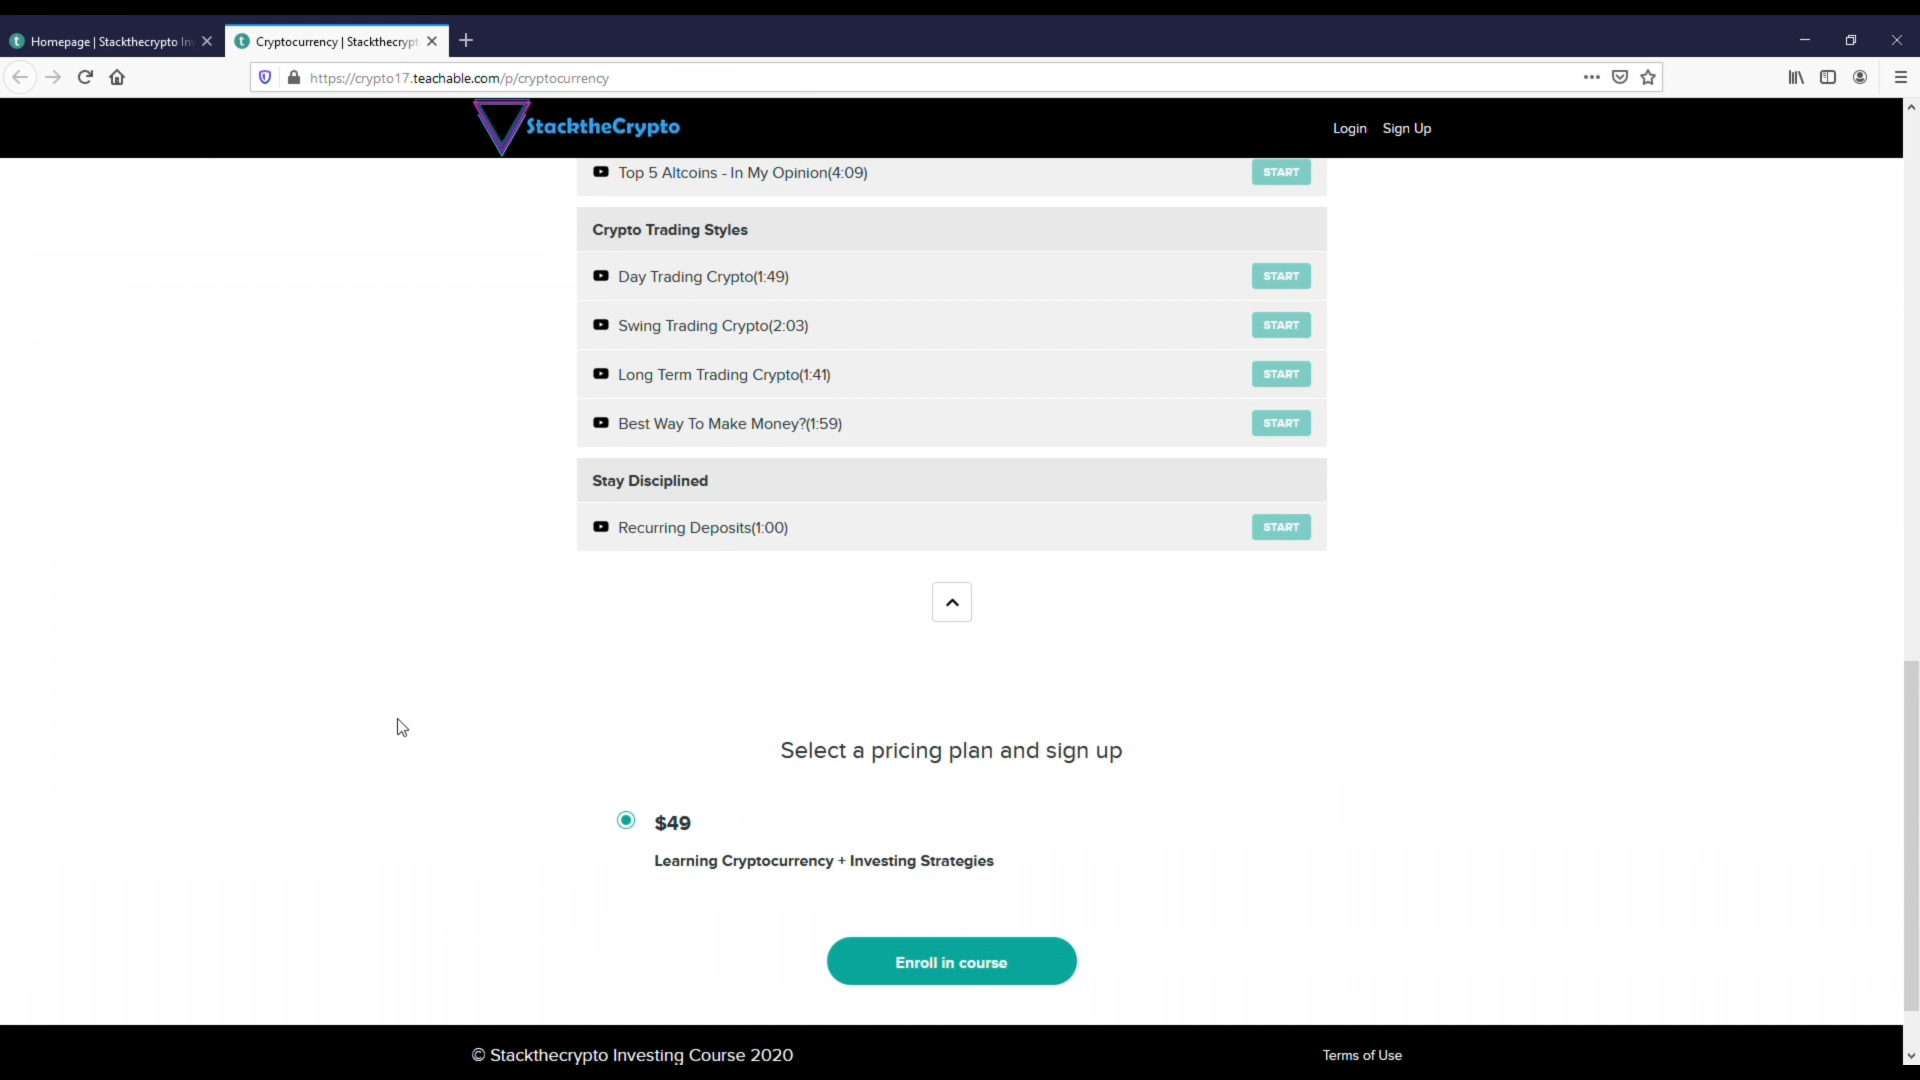 Homepage | Stackthecrypto In
Cryptocurrency | Stackthecrypt
https://crypto17.teachable.com/p/cryptocurrency
StacktheCrypto
Login
Sign Up
Top 5 Altcoins - In My Opinion(4:09)
START
Crypto Trading Styles
Day Trading Crypto(1:49)
START
Swing Trading Crypto(2:03)
START
Long Term Trading Crypto(1:41)
START
Best Way To Make Money?(1:59)
START
Stay Disciplined
Recurring Deposits(1:00)
START
Select a pricing plan and sign up
$49
Learning Cryptocurrency + Investing Strategies
Enroll in course
© Stackthecrypto Investing Course 2020
Terms of Use